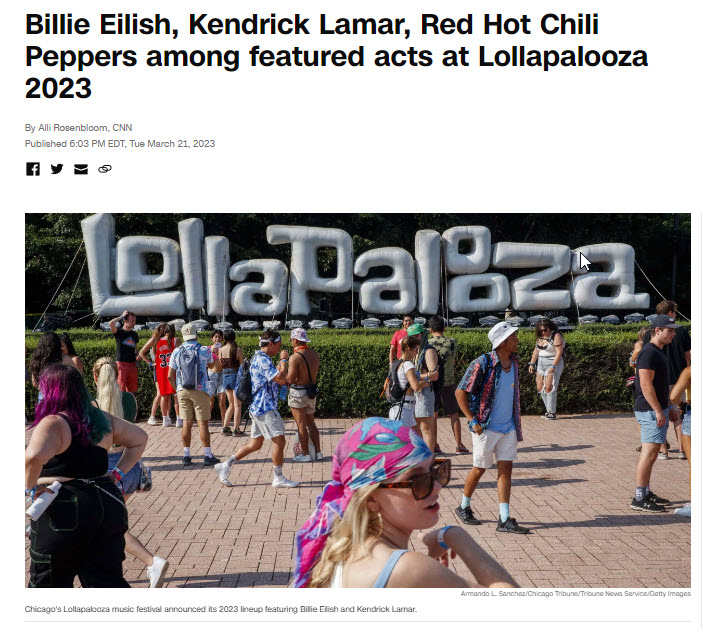 Billie Eilish, Kendrick Lamar, Red Hot Chili
Peppers among featured acts at Lollapalooza
2023
By Alli Rosenbloom, CNN
Published 6:03 PM EDT, Tue March 21, 2023
Lollapalooza
Armando L. Sanchez/Chicago Tribune/Tribune News Service/Getty Images
Chicago's Lollapalooza music festival announced its 2023 lineup featuring Billie Eilish and Kendrick Lamar.